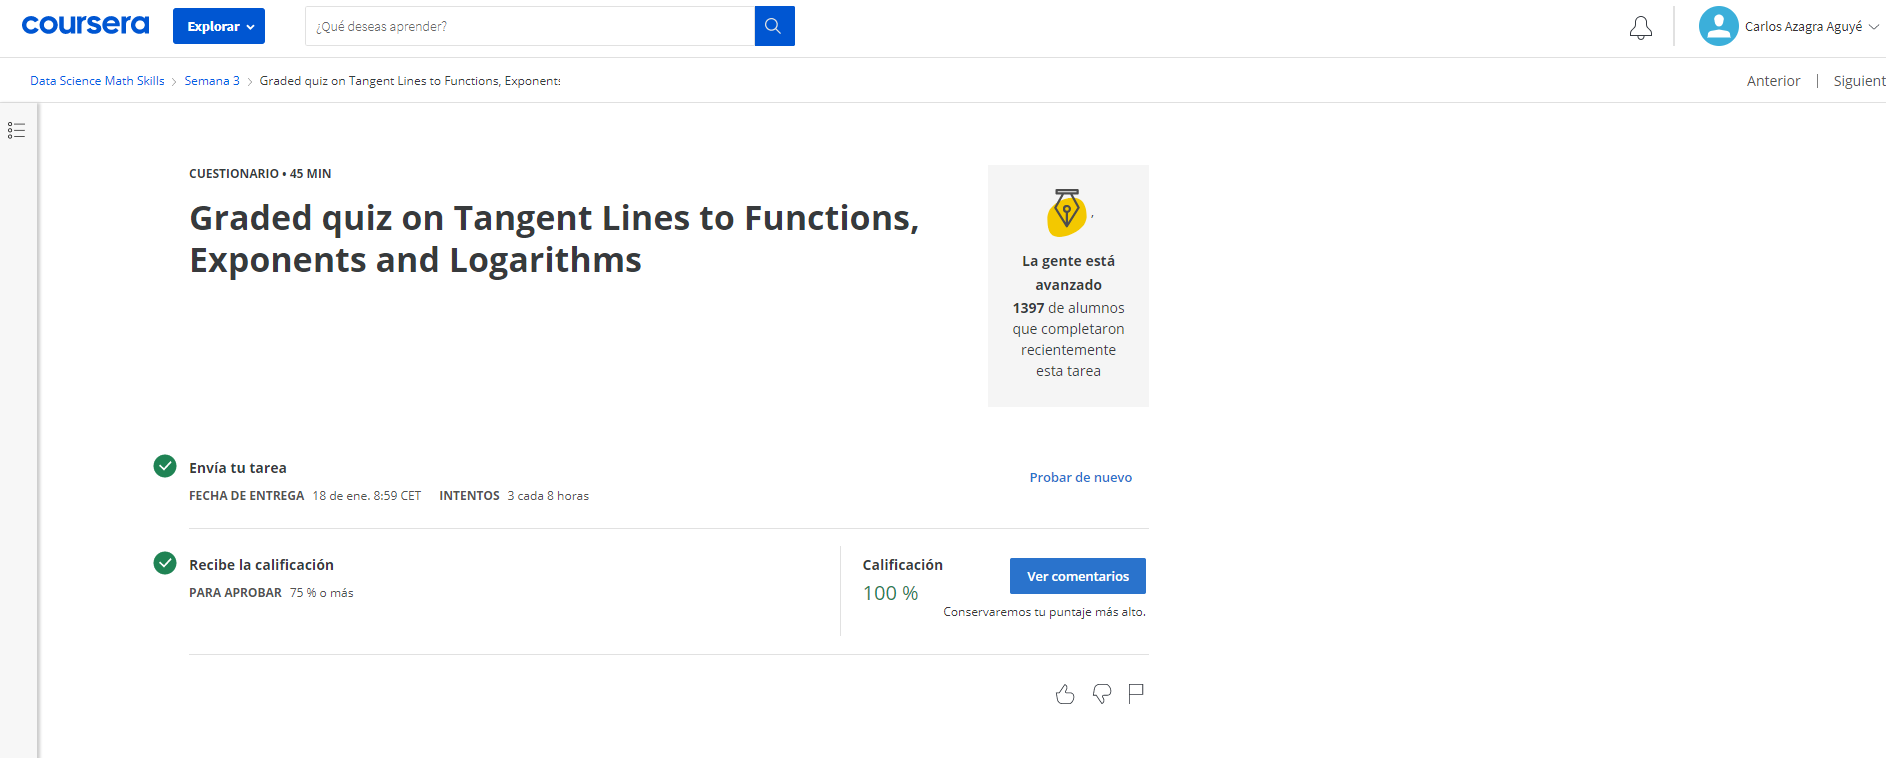 coursera
Explorar
¿Qué deseas aprender?
Carlos Azagra Aguyé
Data Science Math Skills
Semana 3
Graded quiz on Tangent Lines to Functions, Exponents
Anterior | Siguient
CUESTIONARIO • 45 MIN
Graded quiz on Tangent Lines to Functions,
Exponents and Logarithms
,
La gente está
avanzado
1397 de alumnos
que completaron
recientemente
esta tarea
Envía tu tarea
FECHA DE ENTREGA 18 de ene. 8:59 CET INTENTOS 3 cada 8 horas
Probar de nuevo
Recibe la calificación
PARA APROBAR 75 % o más
Calificación
100 %
Ver comentarios
Conservaremos tu puntaje más alto.